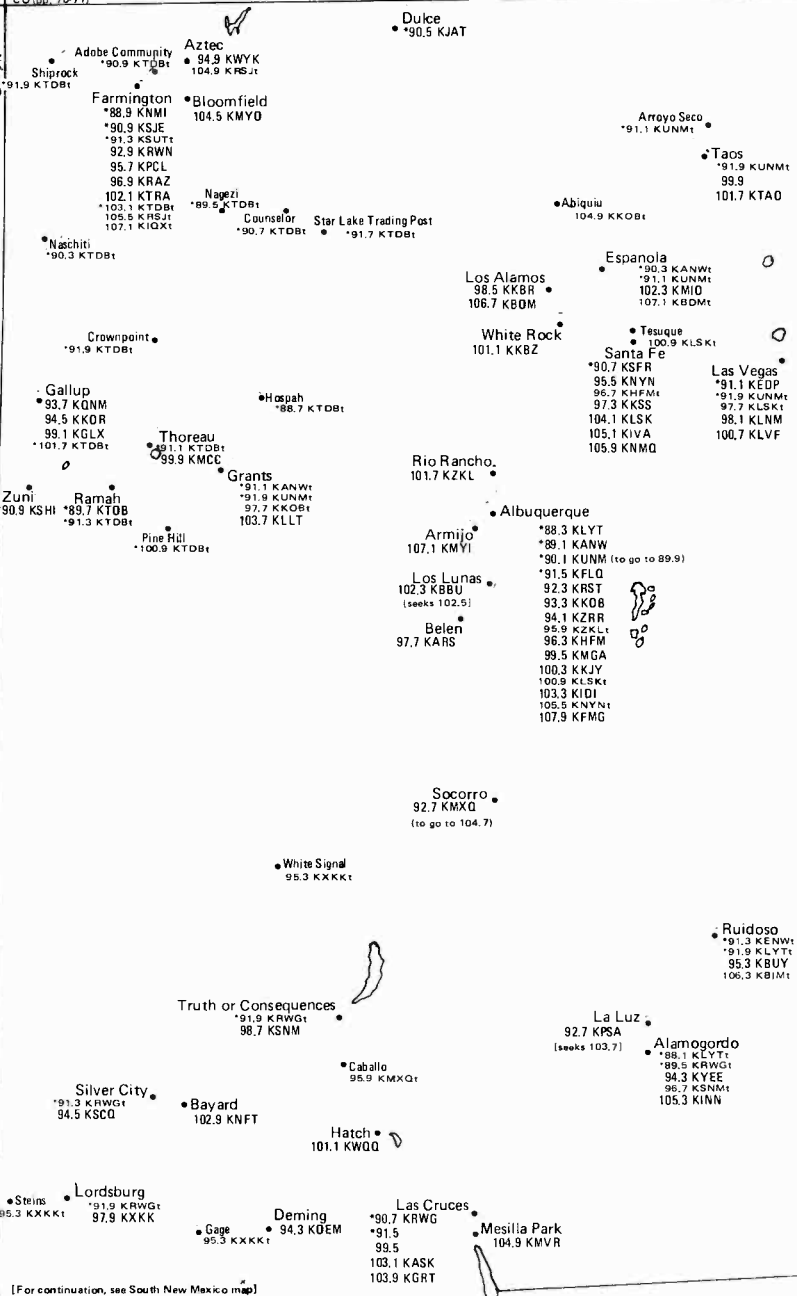 Dulce
*90.5 KJAT
Aztec
94.9 KWYK
104.9 KRSJt
Adobe Community
*90.9 KTDBt
Shiprock
*91.9 KTDBt
Farmington
*88.9 KNMI
*90.9 KSJE
*91.3 KSUTt
92.9 KRWN
95.7 KPCL
96.9 KRAZ
102.1 KTRA
*103.1 KTDBt
105.5 KRSJt
107.1 KIQXt
Bloomfield
104.5 KMYO
Arroyo Seco
*91.1 KUNMt
Taos
*91.9 KUNMt
99.9
101.7 KTAO
Nagezi
*89.5 KTDBt
Counselor
*90.7 KTDBt
Star Lake Trading Post
*91.7 KTDBt
Abiquiu
104.9 KKOBt
Naschiti
*90.3 KTDBt
Espanola
*90.3 KANWt
*91.1 KUNMt
102.3 KMIO
107.1 KBDMt
Los Alamos
98.5 KKBR
106.7 KBOM
White Rock
101.1 KKBZ
Tesuque
100.9 KLSKt
Santa Fe
*90.7 KSFR
95.5 KNYN
96.7 KHFMt
97.3 KKSS
104.1 KLSK
105.1 KIVA
105.9 KNMQ
Las Vegas
*91.1 KEDP
*91.9 KUNMt
97.7 KLSKt
98.1 KLNM
100.7 KLVF
Crownpoint
*91.9 KTDBt
Gallup
93.7 KQNM
94.5 KKOR
99.1 KGLX
*101.7 KTDBt
Hospah
*88.7 KTDBt
Thoreau
*91.1 KTDBt
99.9 KMCE
Grants
*91.1 KANWt
*91.9 KUNMt
97.7 KKOBt
103.7 KLLT
Rio Rancho
101.7 KZKL
Zuni
90.9 KSHI
Ramah
*89.7 KTDB
*91.3 KTDBt
Pine Hill
*100.9 KTDBt
Albuquerque
*88.3 KLYT
*89.1 KANW
*90.1 KUNM (to go to 89.9)
*91.5 KFLQ
92.3 KRST
93.3 KKOB
94.1 KZRR
95.9 KZKLt
96.3 KHFM
99.5 KMGA
100.3 KKJY
100.9 KLSKt
103.3 KIDI
105.5 KNYNt
107.9 KFMG
Armijo
107.1 KMYI
Los Lunas
102.3 KBBU
[seeks 102.5]
Belen
97.7 KARS
Socorro
92.7 KMXQ
(to go to 104.7)
White Signal
95.3 KXKKt
Ruidoso
*91.3 KENWt
*91.9 KLYTt
95.3 KBUY
106.3 KBIMt
Truth or Consequences
*91.9 KRWGt
98.7 KSNM
La Luz
92.7 KPSA
[seeks 103.7]
Alamogordo
*88.1 KLYTt
*89.5 KRWGt
94.3 KYEE
96.7 KSNMt
105.3 KINN
Caballo
95.9 KMXQt
Silver City
*91.3 KRWGt
94.5 KSCQ
Bayard
102.9 KNFT
Hatch
101.1 KWQQ
Steins
95.3 KXKKt
Lordsburg
*91.9 KRWGt
97.9 KXKK
Gage
95.3 KXKKt
Deming
94.3 KDEM
Las Cruces
*90.7 KRWG
*91.5
99.5
103.1 KASK
103.9 KGRT
Mesilla Park
104.9 KMVR
[For continuation, see South New Mexico map]